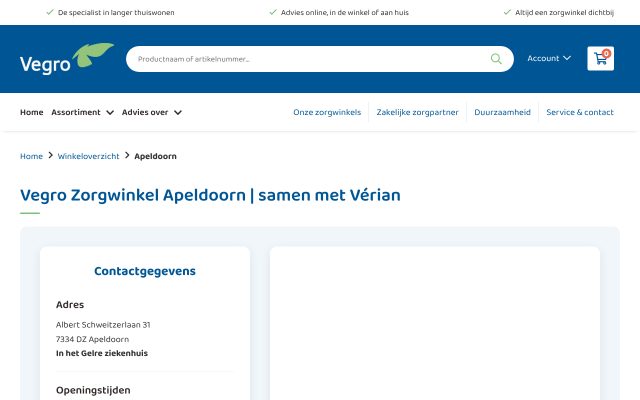 De specialist in langer thuiswonen
Advies online, in de winkel of aan huis
Altijd een zorgwinkel dichtbij
Vegro
Productnaam of artikelnummer...
Account
0
Home
Assortiment
Advies over
Onze zorgwinkels
Zakelijke zorgpartner
Duurzaamheid
Service & contact
Home
Winkeloverzicht
Apeldoorn
Vegro Zorgwinkel Apeldoorn | samen met Vérian
Contactgegevens
Adres
Albert Schweitzerlaan 31
7334 DZ Apeldoorn
In het Gelre ziekenhuis
Openingstijden